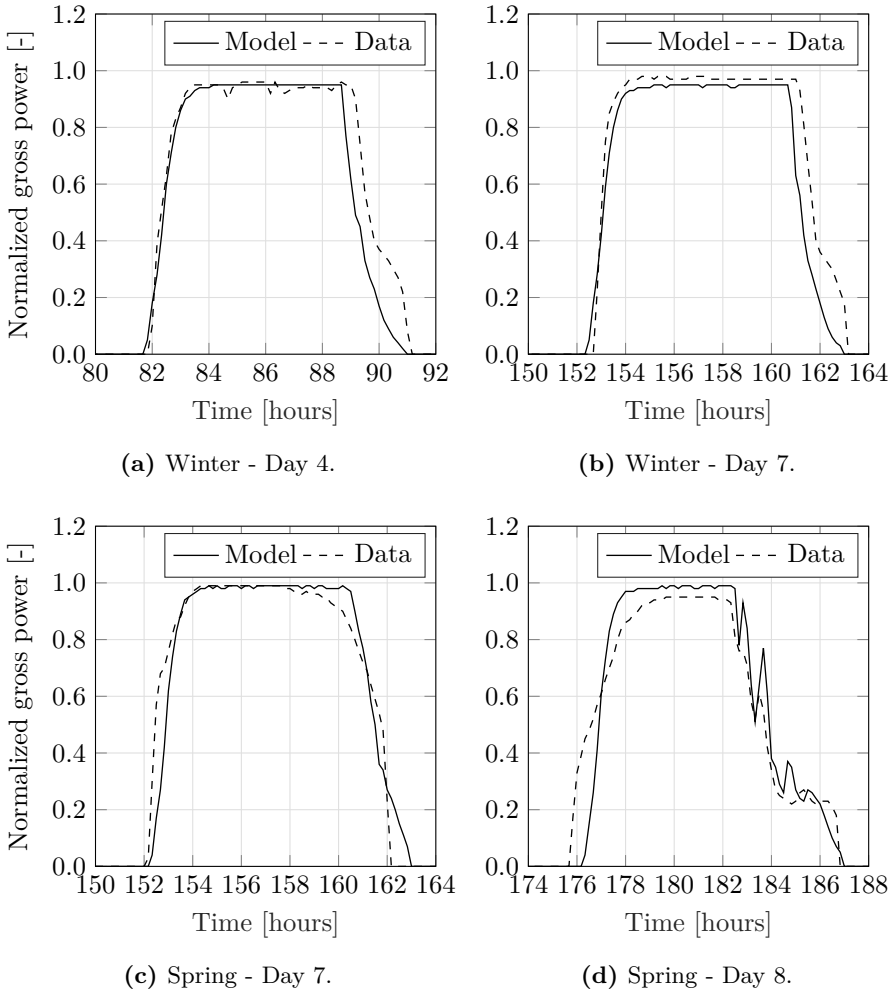 1.2
1.0
0.8
0.6
0.4
0.2
0.0
Normalized gross power [-]
Model Data
80 82 84 86 88 90 92
Time [hours]
(a) Winter - Day 4.
1.2
1.0
0.8
0.6
0.4
0.2
0.0
Model Data
150 152 154 156 158 160 162 164
Time [hours]
(b) Winter - Day 7.
1.2
1.0
0.8
0.6
0.4
0.2
0.0
Normalized gross power [-]
Model Data
150 152 154 156 158 160 162 164
Time [hours]
(c) Spring - Day 7.
1.2
1.0
0.8
0.6
0.4
0.2
0.0
Model Data
174 176 178 180 182 184 186 188
Time [hours]
(d) Spring - Day 8.